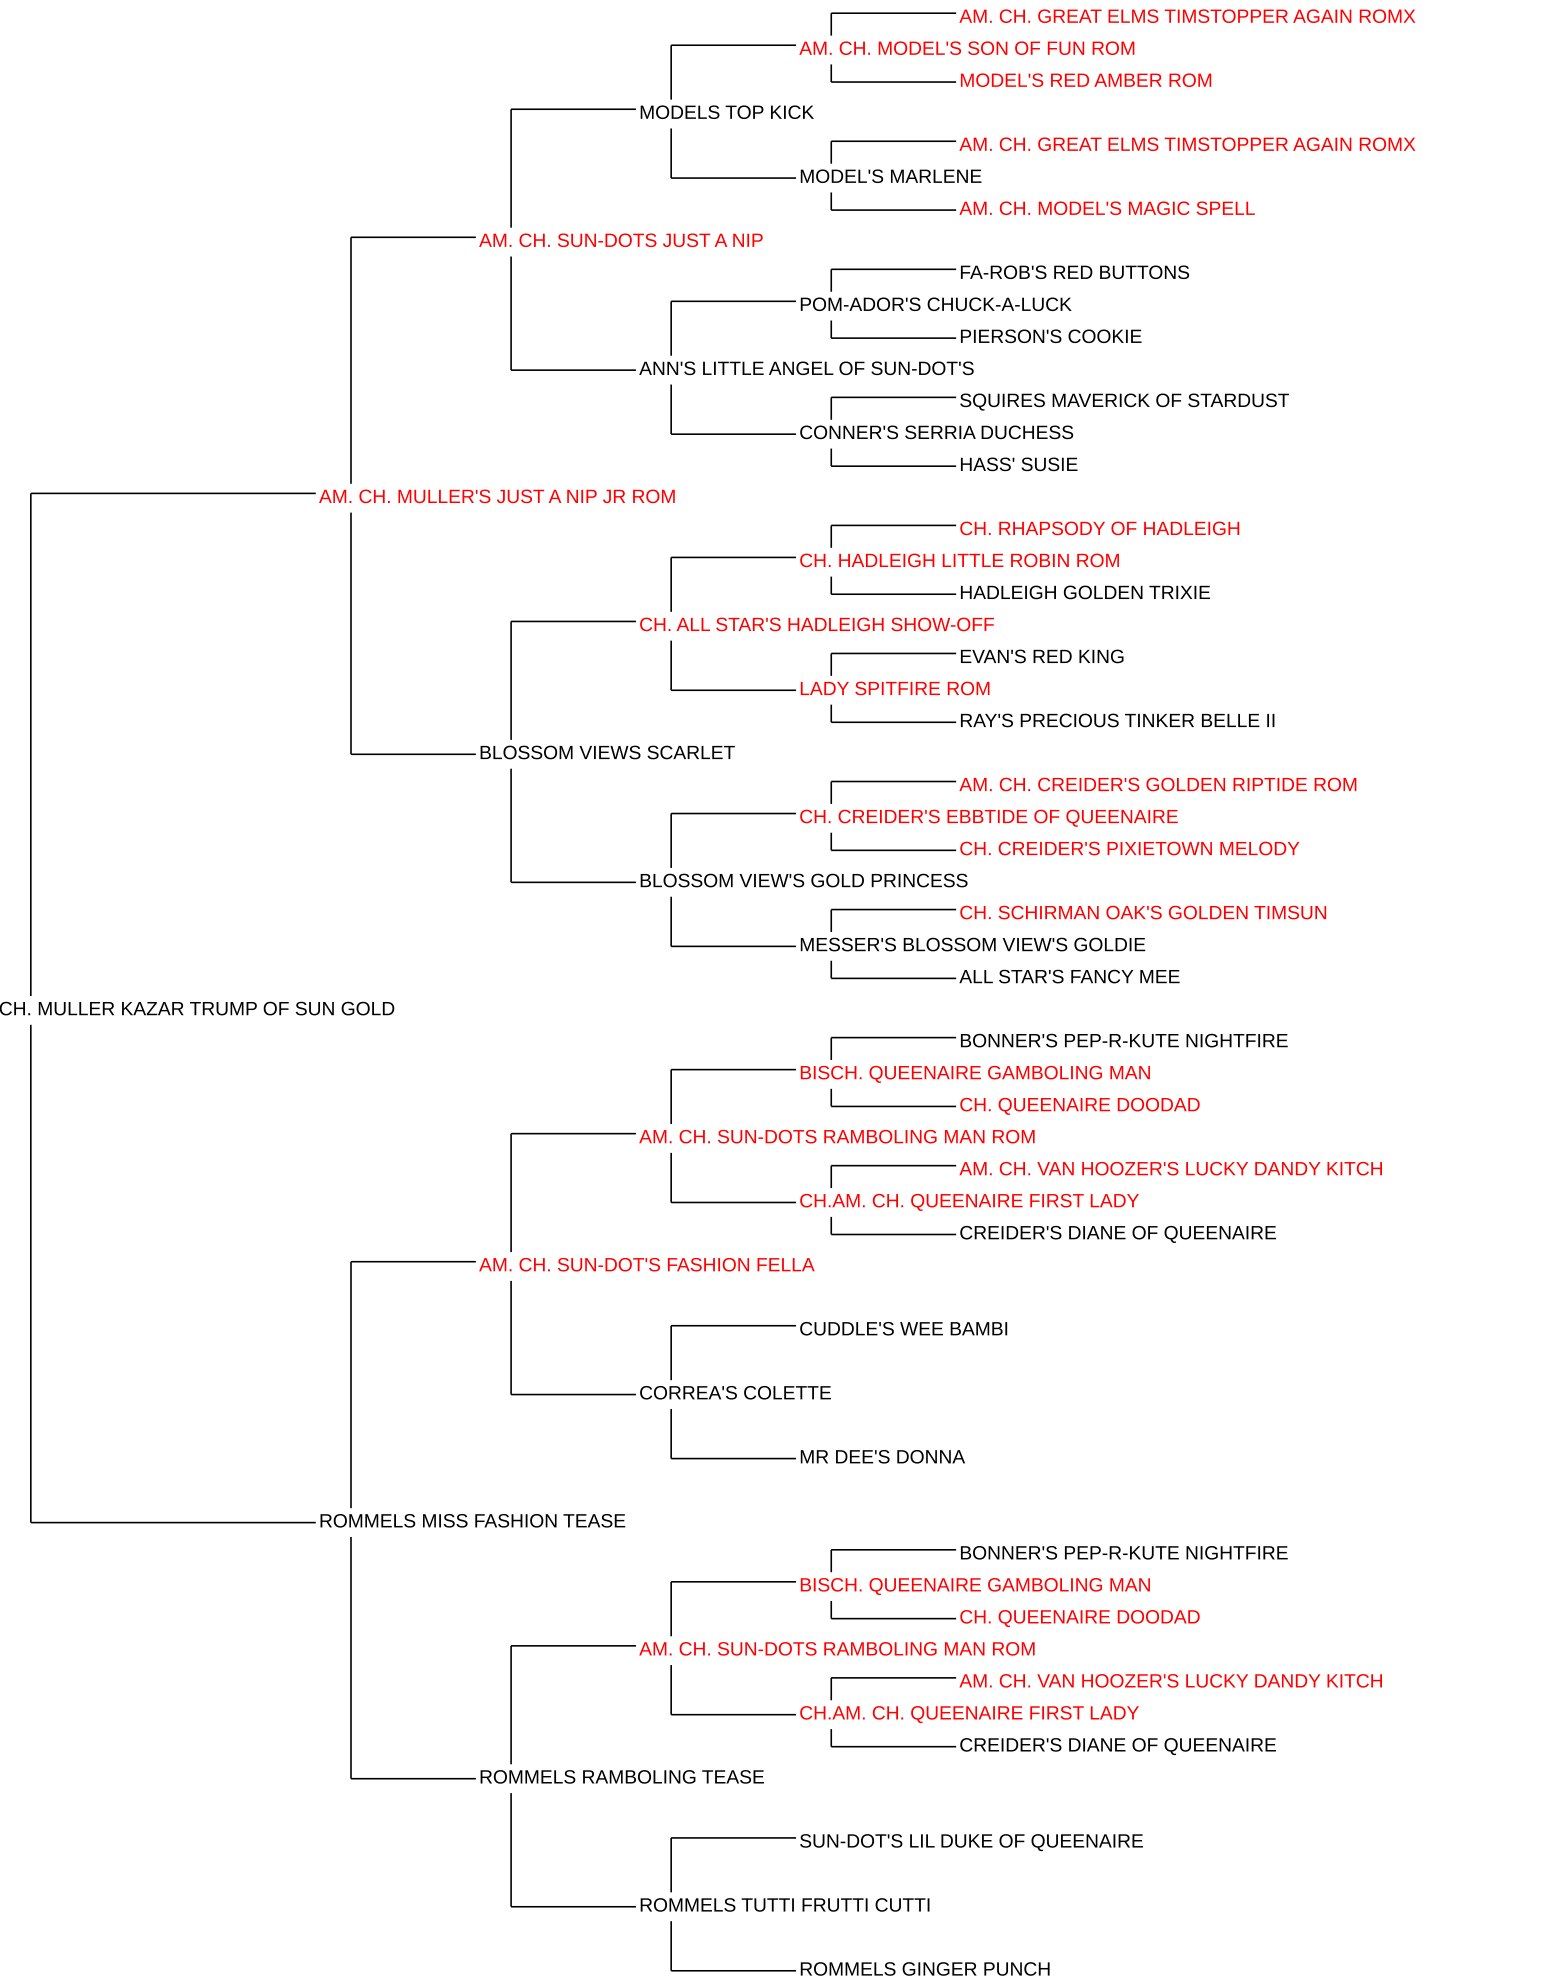 AM. CH. GREAT ELMS TIMSTOPPER AGAIN ROMX
AM. CH. MODEL'S SON OF FUN ROM
MODEL'S RED AMBER ROM
MODELS TOP KICK
AM. CH. GREAT ELMS TIMSTOPPER AGAIN ROMX
MODEL'S MARLENE
AM. CH. MODEL'S MAGIC SPELL
AM. CH. SUN-DOTS JUST A NIP
FA-ROB'S RED BUTTONS
POM-ADOR'S CHUCK-A-LUCK
PIERSON'S COOKIE
ANN'S LITTLE ANGEL OF SUN-DOT'S
SQUIRES MAVERICK OF STARDUST
CONNER'S SERRIA DUCHESS
HASS' SUSIE
AM. CH. MULLER'S JUST A NIP JR ROM
CH. RHAPSODY OF HADLEIGH
CH. HADLEIGH LITTLE ROBIN ROM
HADLEIGH GOLDEN TRIXIE
CH. ALL STAR'S HADLEIGH SHOW-OFF
EVAN'S RED KING
LADY SPITFIRE ROM
RAY'S PRECIOUS TINKER BELLE II
BLOSSOM VIEWS SCARLET
AM. CH. CREIDER'S GOLDEN RIPTIDE ROM
CH. CREIDER'S EBBTIDE OF QUEENAIRE
CH. CREIDER'S PIXIETOWN MELODY
BLOSSOM VIEW'S GOLD PRINCESS
CH. SCHIRMAN OAK'S GOLDEN TIMSUN
MESSER'S BLOSSOM VIEW'S GOLDIE
ALL STAR'S FANCY MEE
CH. MULLER KAZAR TRUMP OF SUN GOLD
BONNER'S PEP-R-KUTE NIGHTFIRE
BISCH. QUEENAIRE GAMBOLING MAN
CH. QUEENAIRE DOODAD
AM. CH. SUN-DOTS RAMBOLING MAN ROM
AM. CH. VAN HOOZER'S LUCKY DANDY KITCH
CH.AM. CH. QUEENAIRE FIRST LADY
CREIDER'S DIANE OF QUEENAIRE
AM. CH. SUN-DOT'S FASHION FELLA
CUDDLE'S WEE BAMBI
CORREA'S COLETTE
MR DEE'S DONNA
ROMMELS MISS FASHION TEASE
BONNER'S PEP-R-KUTE NIGHTFIRE
BISCH. QUEENAIRE GAMBOLING MAN
CH. QUEENAIRE DOODAD
AM. CH. SUN-DOTS RAMBOLING MAN ROM
AM. CH. VAN HOOZER'S LUCKY DANDY KITCH
CH.AM. CH. QUEENAIRE FIRST LADY
CREIDER'S DIANE OF QUEENAIRE
ROMMELS RAMBOLING TEASE
SUN-DOT'S LIL DUKE OF QUEENAIRE
ROMMELS TUTTI FRUTTI CUTTI
ROMMELS GINGER PUNCH